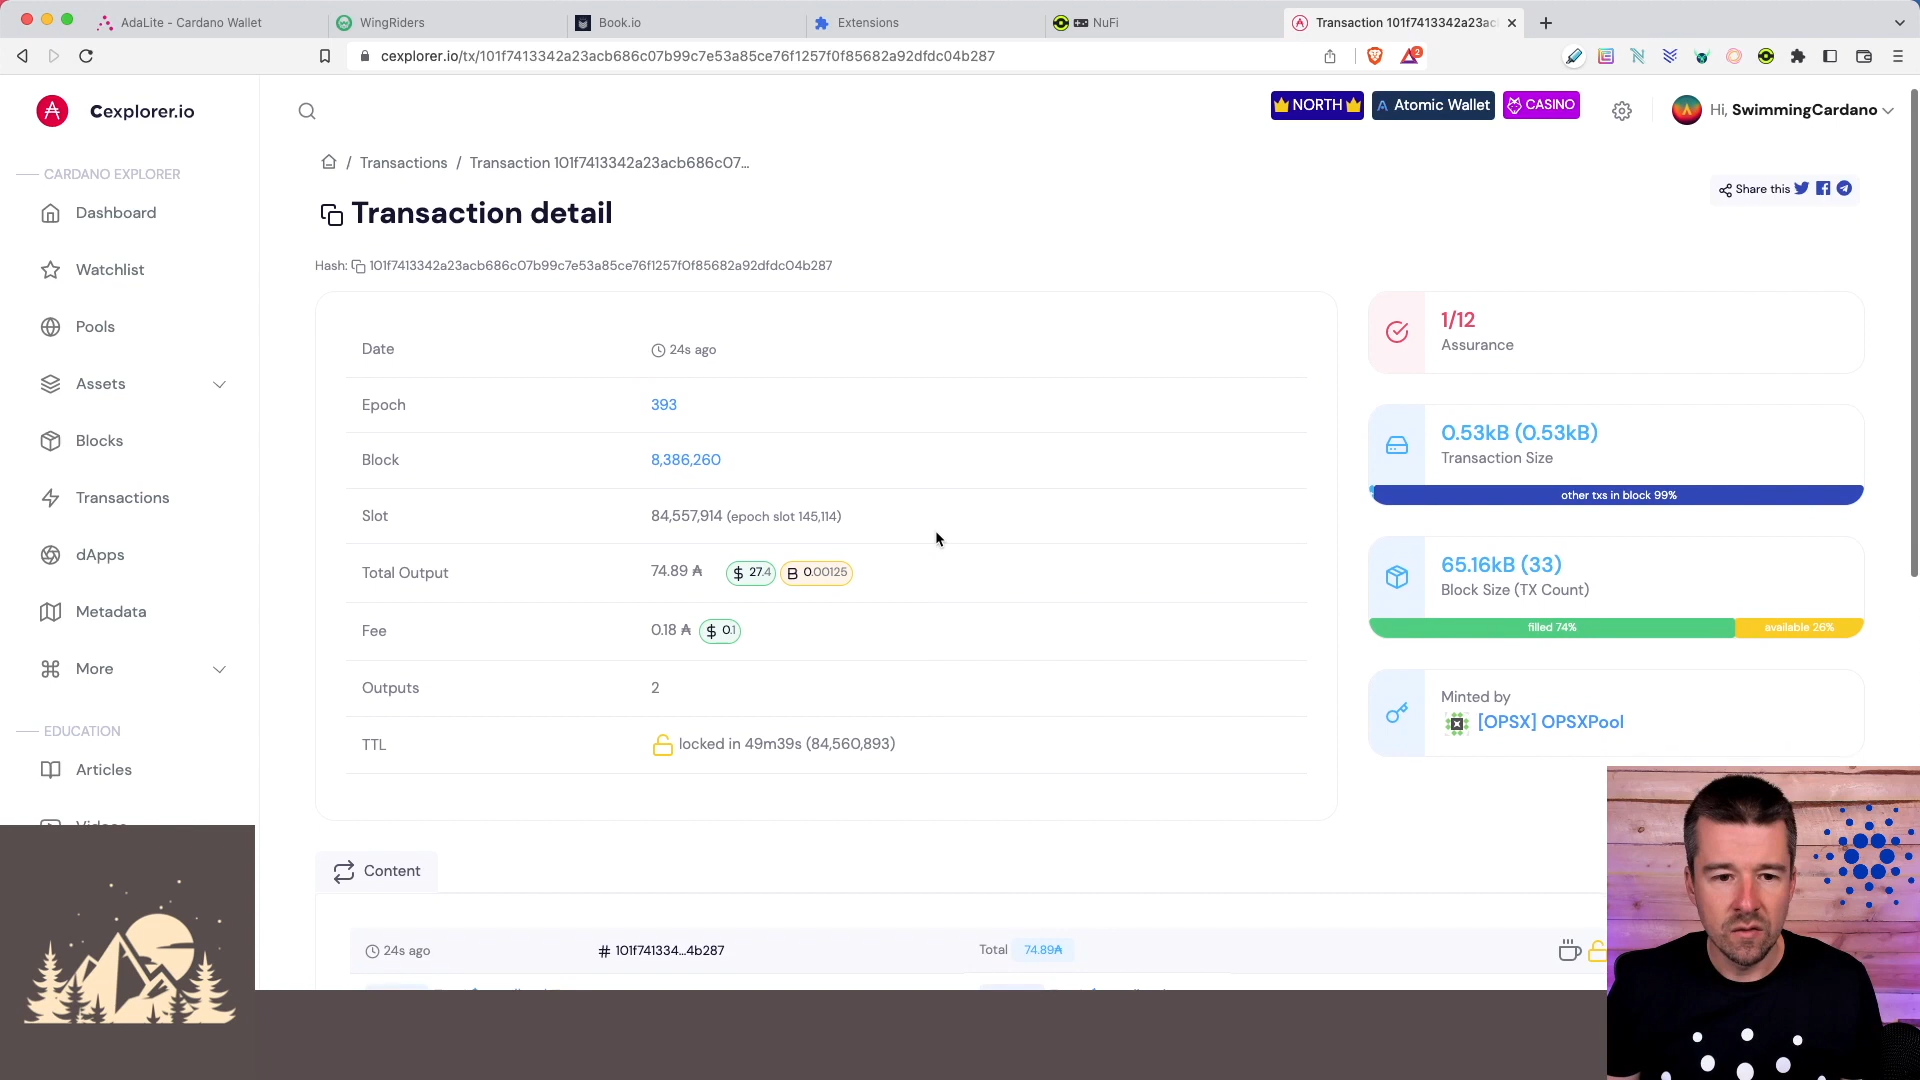 AdaLite - Cardano Wallet
WingRiders
Book.io
Extensions
NuFi
Transaction 101f7413342a23ac
cexplorer.io/tx/101f7413342a23acb686c07b99c7e53a85ce76f1257f0f85682a92dfdc04b287
2
Cexplorer.io
NORTH
Atomic Wallet
CASINO
Hi, SwimmingCardano
CARDANO EXPLORER
Dashboard
Watchlist
Pools
Assets
Blocks
Transactions
dApps
Metadata
More
EDUCATION
Articles
Videos
/ Transactions / Transaction 101f7413342a23acb686c07...
Share this
Transaction detail
Hash: 101f7413342a23acb686c07b99c7e53a85ce76f1257f0f85682a92dfdc04b287
Date 24s ago
Epoch 393
Block 8,386,260
Slot 84,557,914 (epoch slot 145,114)
Total Output 74.89 ₳ $ 27.4 B 0.00125
Fee 0.18 ₳ $ 0.1
Outputs 2
TTL locked in 49m39s (84,560,893)
1/12
Assurance
0.53kB (0.53kB)
Transaction Size
other txs in block 99%
65.16kB (33)
Block Size (TX Count)
filled 74% available 26%
Minted by
[OPSX] OPSXPool
Content
24s ago # 101f741334...4b287 Total 74.89₳